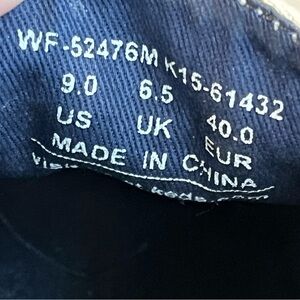 WF-52476M K15-61432
9.0 6.5 40.0
US UK EUR
MADE IN CHINA